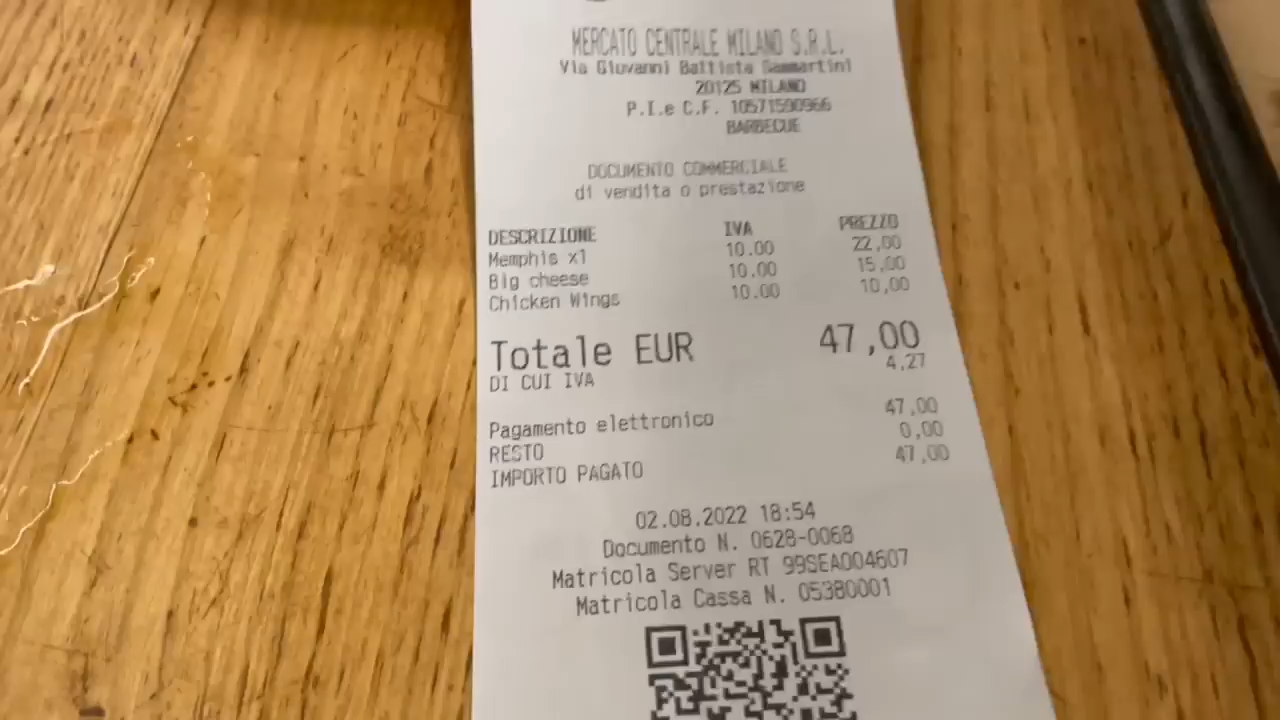 MERCATO CENTRALE MILANO S.R.L.
Via Giovanni Battista Sammartini
20125 MILANO
P.I.e C.F. 10571590966
BARBECUE
DOCUMENTO COMMERCIALE
di vendita o prestazione
DESCRIZIONE IVA PREZZO
Memphis x1 10.00 22,00
Big cheese 10.00 15,00
Chicken Wings 10.00 10,00
Totale EUR 47,00
DI CUI IVA 4,27
Pagamento elettronico 47,00
RESTO 0,00
IMPORTO PAGATO 47,00
02.08.2022 18:54
Documento N. 0628-0068
Matricola Server RT 99SEA004607
Matricola Cassa N. 05380001